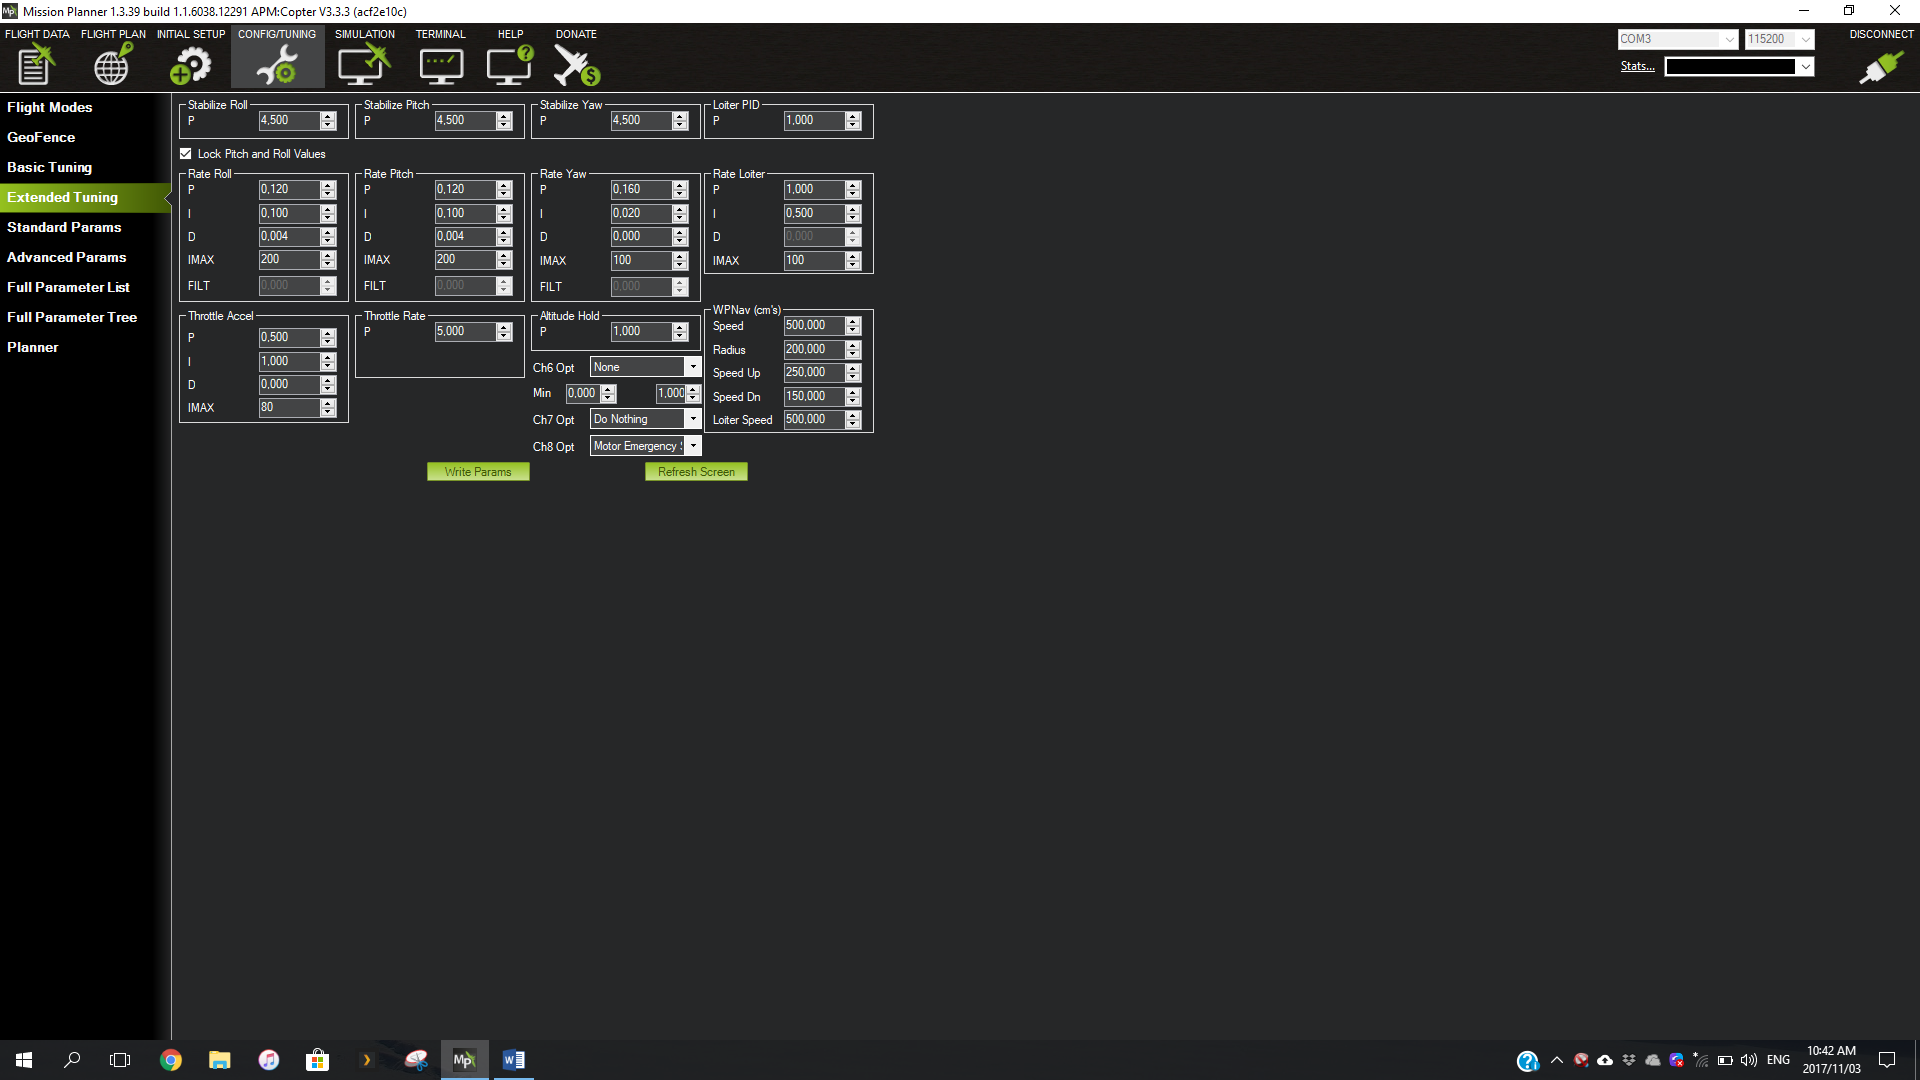 Mission Planner 1.3.39 build 1.1.6038.12291 APM:Copter V3.3.3 (acf2e10c)
FLIGHT DATA FLIGHT PLAN INITIAL SETUP CONFIG/TUNING SIMULATION TERMINAL HELP DONATE
COM3 115200 DISCONNECT
Stats...
Flight Modes
GeoFence
Basic Tuning
Extended Tuning
Standard Params
Advanced Params
Full Parameter List
Full Parameter Tree
Planner
Stabilize Roll
P 4,500
Stabilize Pitch
P 4,500
Stabilize Yaw
P 4,500
Loiter PID
P 1,000
Lock Pitch and Roll Values
Rate Roll
P 0,120
I 0,100
D 0,004
IMAX 200
FILT 0,000
Rate Pitch
P 0,120
I 0,100
D 0,004
IMAX 200
FILT 0,000
Rate Yaw
P 0,160
I 0,020
D 0,000
IMAX 100
FILT 0,000
Rate Loiter
P 1,000
I 0,500
D 0,000
IMAX 100
Throttle Accel
P 0,500
I 1,000
D 0,000
IMAX 80
Throttle Rate
P 5,000
Altitude Hold
P 1,000
Ch6 Opt None
Min 0,000 1,000
Ch7 Opt Do Nothing
Ch8 Opt Motor Emergency
WPNav (cm's)
Speed 500,000
Radius 200,000
Speed Up 250,000
Speed Dn 150,000
Loiter Speed 500,000
Write Params Refresh Screen
Mp
ENG
10:42 AM
2017/11/03